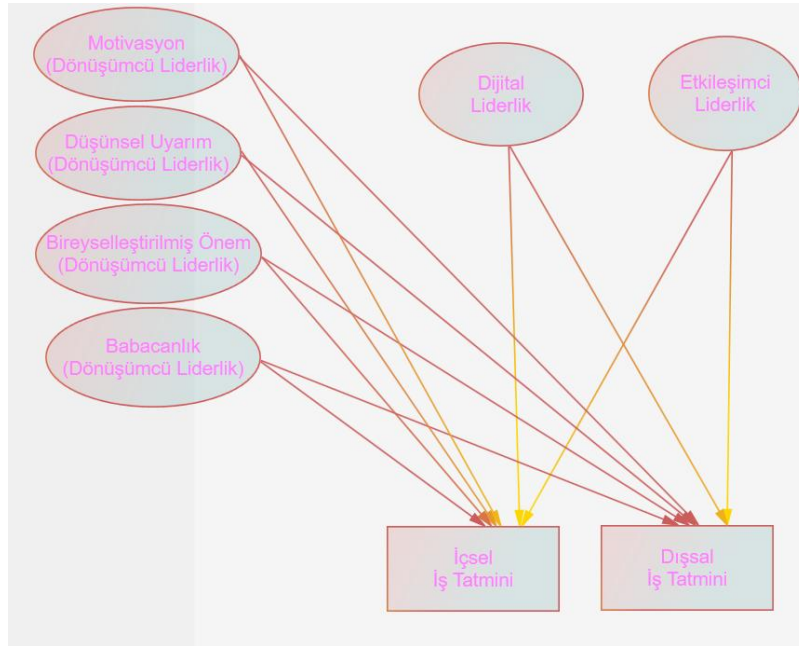 Motivasyon
(Dönüşümcü Liderlik)
Düşünsel Uyarım
(Dönüşümcü Liderlik)
Bireyselleştirilmiş Önem
(Dönüşümcü Liderlik)
Babacanlık
(Dönüşümcü Liderlik)
Dijital
Liderlik
Etkileşimci
Liderlik
İçsel
İş Tatmini
Dışsal
İş Tatmini